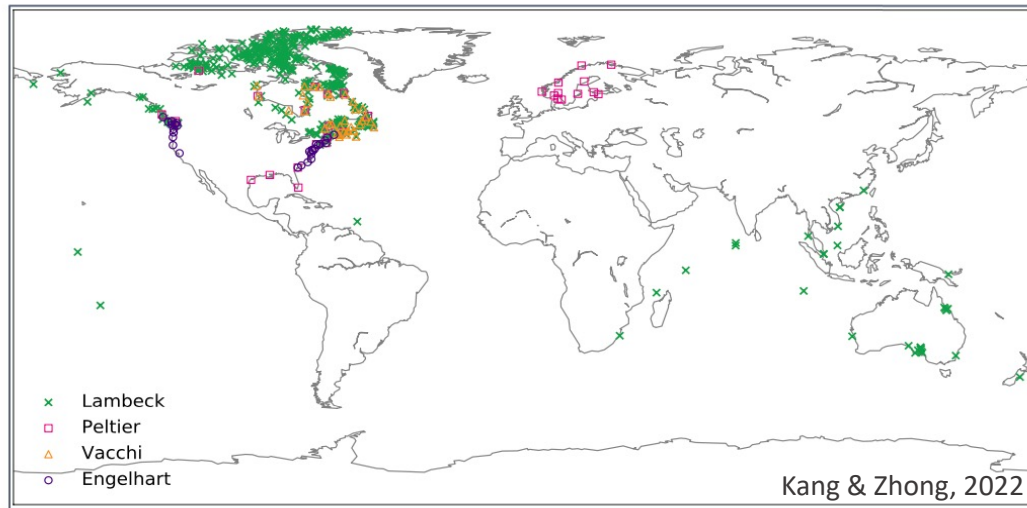 Lambeck
Peltier
Vacchi
Engelhart
Kang & Zhong, 2022